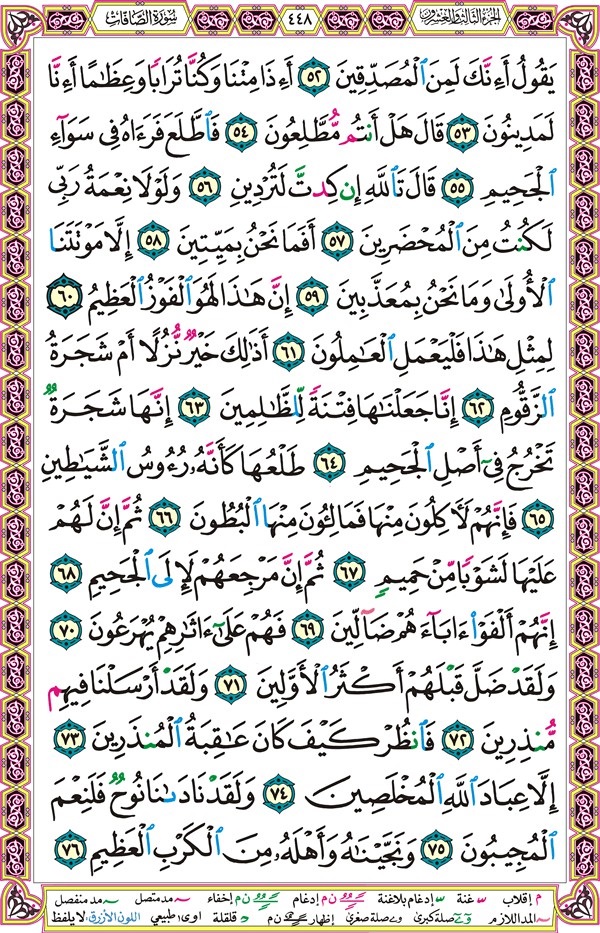 الجزء الثالث والعشرون ٤٤٨ سورة الصافات
يَقُولُ أَءِنَّكَ لَمِنَ ٱلْمُصَدِّقِينَ ٥٢ أَءِذَا مِتْنَا وَكُنَّا تُرَابًا وَعِظَٰمًا أَءِنَّا
لَمَدِينُونَ ٥٣ قَالَ هَلْ أَنتُم مُّطَّلِعُونَ ٥٤ فَٱطَّلَعَ فَرَءَاهُ فِى سَوَآءِ
ٱلْجَحِيمِ ٥٥ قَالَ تَٱللَّهِ إِن كِدتَّ لَتُرْدِينِ ٥٦ وَلَوْلَا نِعْمَةُ رَبِّى
لَكُنتُ مِنَ ٱلْمُحْضَرِينَ ٥٧ أَفَمَا نَحْنُ بِمَيِّتِينَ ٥٨ إِلَّا مَوْتَتَنَا
ٱلْأُولَىٰ وَمَا نَحْنُ بِمُعَذَّبِينَ ٥٩ إِنَّ هَٰذَا لَهُوَ ٱلْفَوْزُ ٱلْعَظِيمُ ٦٠
لِمِثْلِ هَٰذَا فَلْيَعْمَلِ ٱلْعَٰمِلُونَ ٦١ أَذَٰلِكَ خَيْرٌ نُّزُلًا أَمْ شَجَرَةُ
ٱلزَّقُّومِ ٦٢ إِنَّا جَعَلْنَٰهَا فِتْنَةً لِّلظَّٰلِمِينَ ٦٣ إِنَّهَا شَجَرَةٌ
تَخْرُجُ فِىٓ أَصْلِ ٱلْجَحِيمِ ٦٤ طَلْعُهَا كَأَنَّهُۥ رُءُوسُ ٱلشَّيَٰطِينِ
٦٥ فَإِنَّهُمْ لَءَاكِلُونَ مِنْهَا فَمَالِـُٔونَ مِنْهَا ٱلْبُطُونَ ٦٦ ثُمَّ إِنَّ لَهُمْ
عَلَيْهَا لَشَوْبًا مِّنْ حَمِيمٍ ٦٧ ثُمَّ إِنَّ مَرْجِعَهُمْ لَإِلَى ٱلْجَحِيمِ ٦٨
إِنَّهُمْ أَلْفَوْا۟ ءَابَآءَهُمْ ضَآلِّينَ ٦٩ فَهُمْ عَلَىٰٓ ءَاثَٰرِهِمْ يُهْرَعُونَ ٧٠
وَلَقَدْ ضَلَّ قَبْلَهُمْ أَكْثَرُ ٱلْأَوَّلِينَ ٧١ وَلَقَدْ أَرْسَلْنَا فِيهِم
مُّنذِرِينَ ٧٢ فَٱنظُرْ كَيْفَ كَانَ عَٰقِبَةُ ٱلْمُنذَرِينَ ٧٣
إِلَّا عِبَادَ ٱللَّهِ ٱلْمُخْلَصِينَ ٧٤ وَلَقَدْ نَادَىٰنَا نُوحٌ فَلَنِعْمَ
ٱلْمُجِيبُونَ ٧٥ وَنَجَّيْنَٰهُ وَأَهْلَهُۥ مِنَ ٱلْكَرْبِ ٱلْعَظِيمِ ٧٦
م إقلاب غنة إدغام بلاغنة ن م إدغام ن م إخفاء مد متصل مد منفصل
المد اللازم صلة كبرى صلة صغرى إظهار ن م قلقلة اوى طبيعي اللون الأزرق لا يلفظ